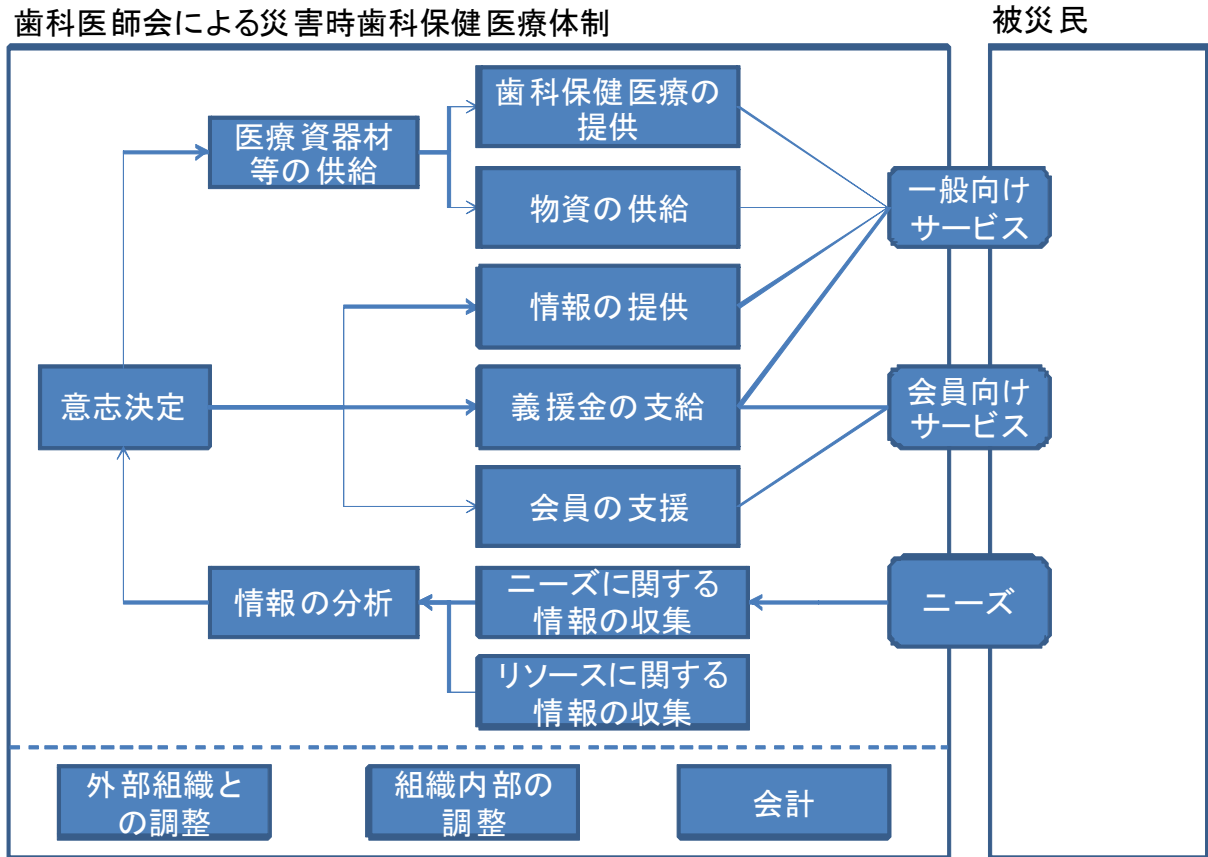 歯科医師会による災害時歯科保健医療体制
被災民
歯科保健医療の
提供
医療資器材
等の供給
物資の供給
一般向け
サービス
情報の提供
意志決定
義援金の支給
会員向け
サービス
会員の支援
情報の分析
ニーズに関する
情報の収集
ニーズ
リソースに関する
情報の収集
外部組織と
の調整
組織内部の
調整
会計